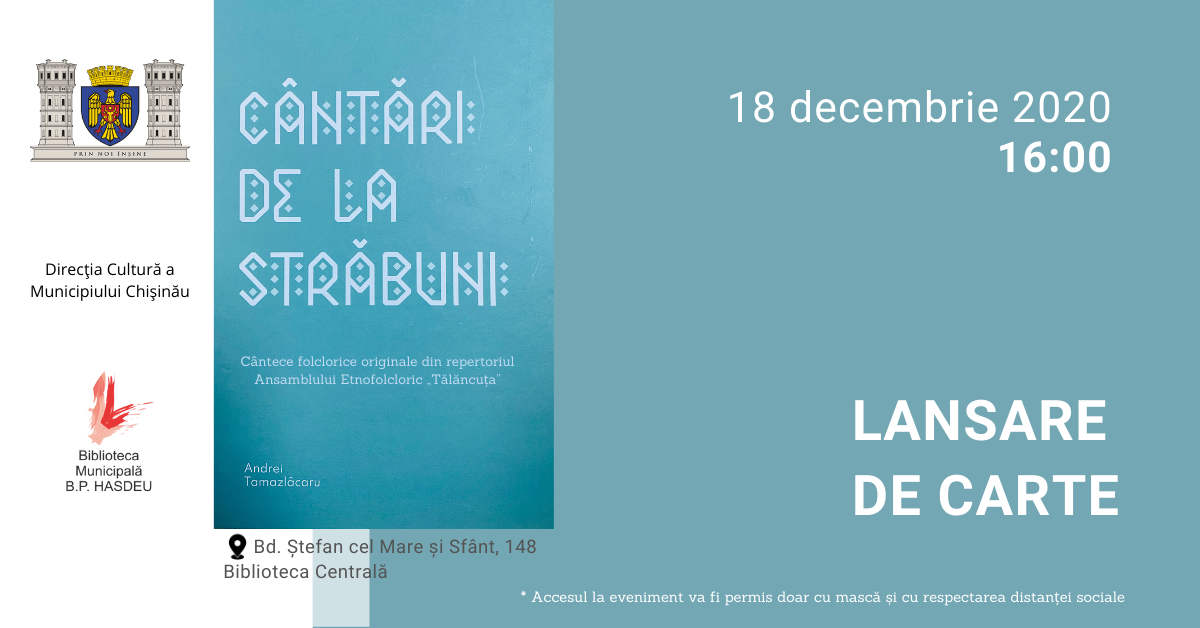 PRIN NOI ÎNȘINE
Direcţia Cultură a
Municipiului Chişinău
Biblioteca
Municipală
B.P. HASDEU
CÂNTĂRI
DE LA
STRĂBUNI
Cântece folclorice originale din repertoriul
Ansamblului Etnofolcloric „Tălăncuța”
Andrei
Tamazlâcaru
18 decembrie 2020
16:00
LANSARE
DE CARTE
Bd. Ștefan cel Mare și Sfânt, 148
Biblioteca Centrală
* Accesul la eveniment va fi permis doar cu mască și cu respectarea distanței sociale